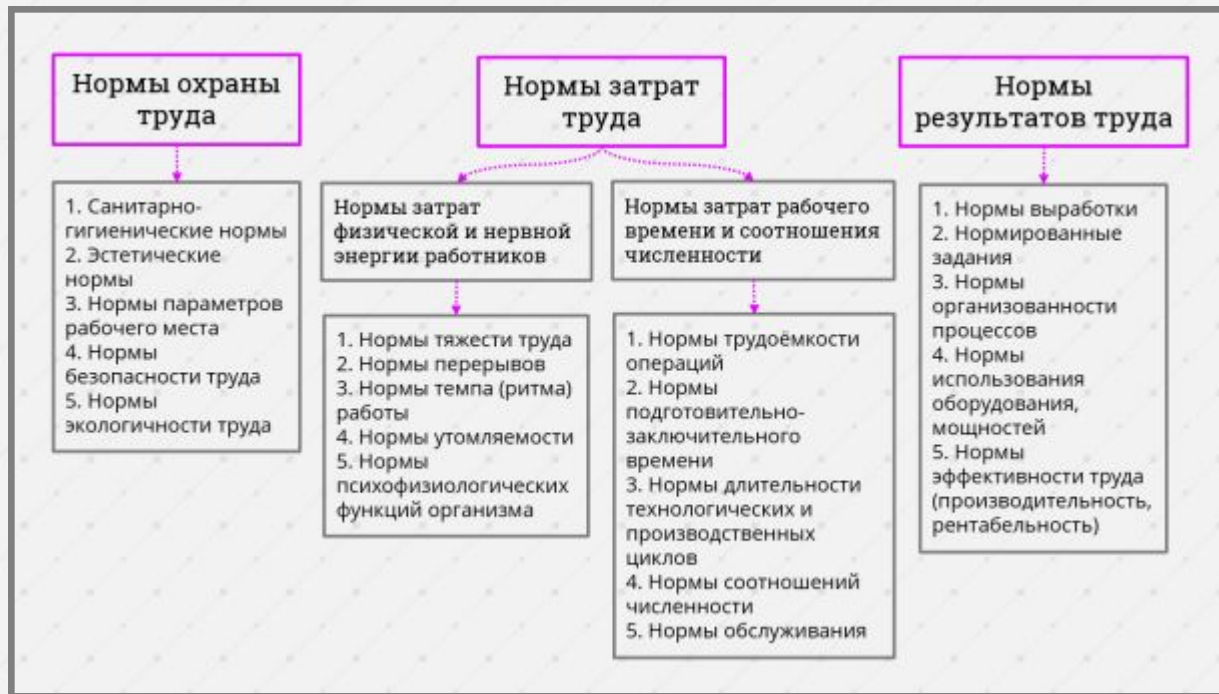 Нормы охраны
труда
1. Санитарно-
гигиенические нормы
2. Эстетические
нормы
3. Нормы параметров
рабочего места
4. Нормы
безопасности труда
5. Нормы
экологичности труда
Нормы затрат
труда
Нормы затрат
физической и нервной
энергии работников
1. Нормы тяжести труда
2. Нормы перерывов
3. Нормы темпа (ритма)
работы
4. Нормы утомляемости
5. Нормы
психофизиологических
функций организма
Нормы затрат рабочего
времени и соотношения
численности
1. Нормы трудоёмкости
операций
2. Нормы
подготовительно-
заключительного
времени
3. Нормы длительности
технологических и
производственных
циклов
4. Нормы соотношений
численности
5. Нормы обслуживания
Нормы
результатов труда
1. Нормы выработки
2. Нормированные
задания
3. Нормы
организованности
процессов
4. Нормы
использования
оборудования,
мощностей
5. Нормы
эффективности труда
(производительность,
рентабельность)